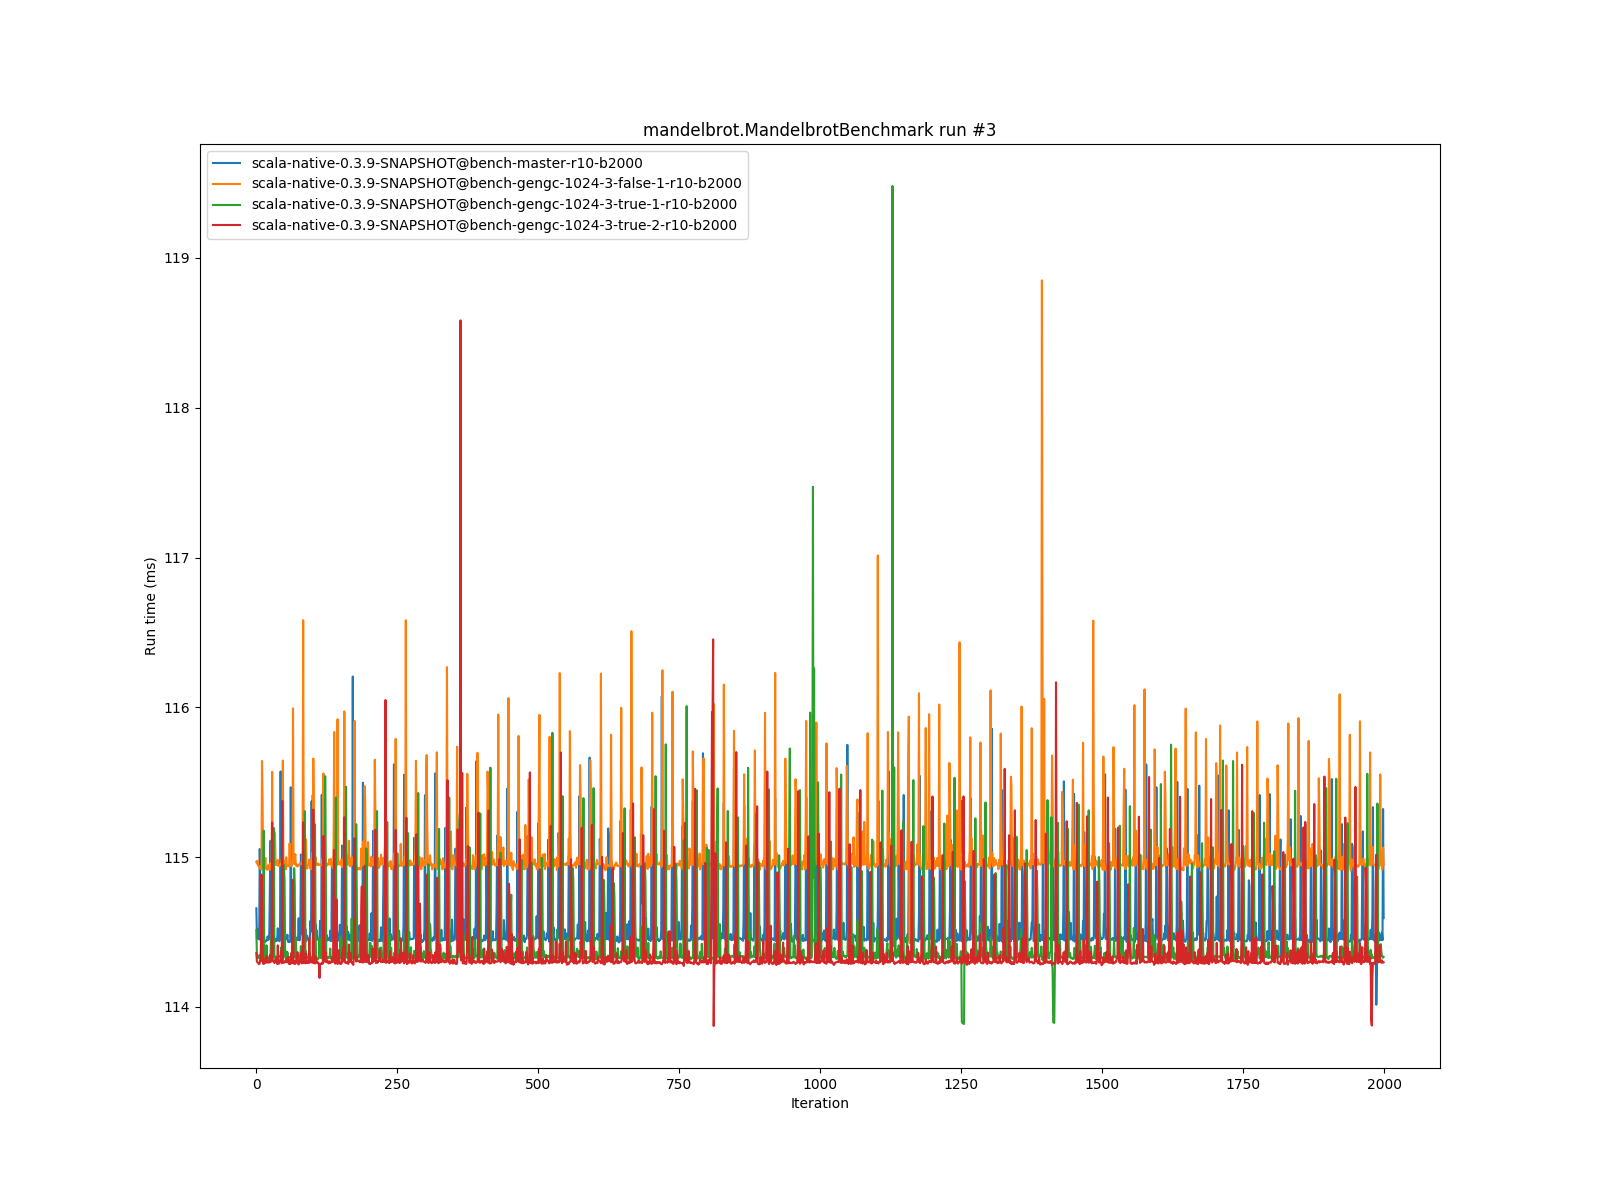 mandelbrot.MandelbrotBenchmark run #3
scala-native-0.3.9-SNAPSHOT@bench-master-r10-b2000
scala-native-0.3.9-SNAPSHOT@bench-gengc-1024-3-false-1-r10-b2000
scala-native-0.3.9-SNAPSHOT@bench-gengc-1024-3-true-1-r10-b2000
scala-native-0.3.9-SNAPSHOT@bench-gengc-1024-3-true-2-r10-b2000
119
118
117
116
115
114
Run time (ms)
0 250 500 750 1000 1250 1500 1750 2000
Iteration